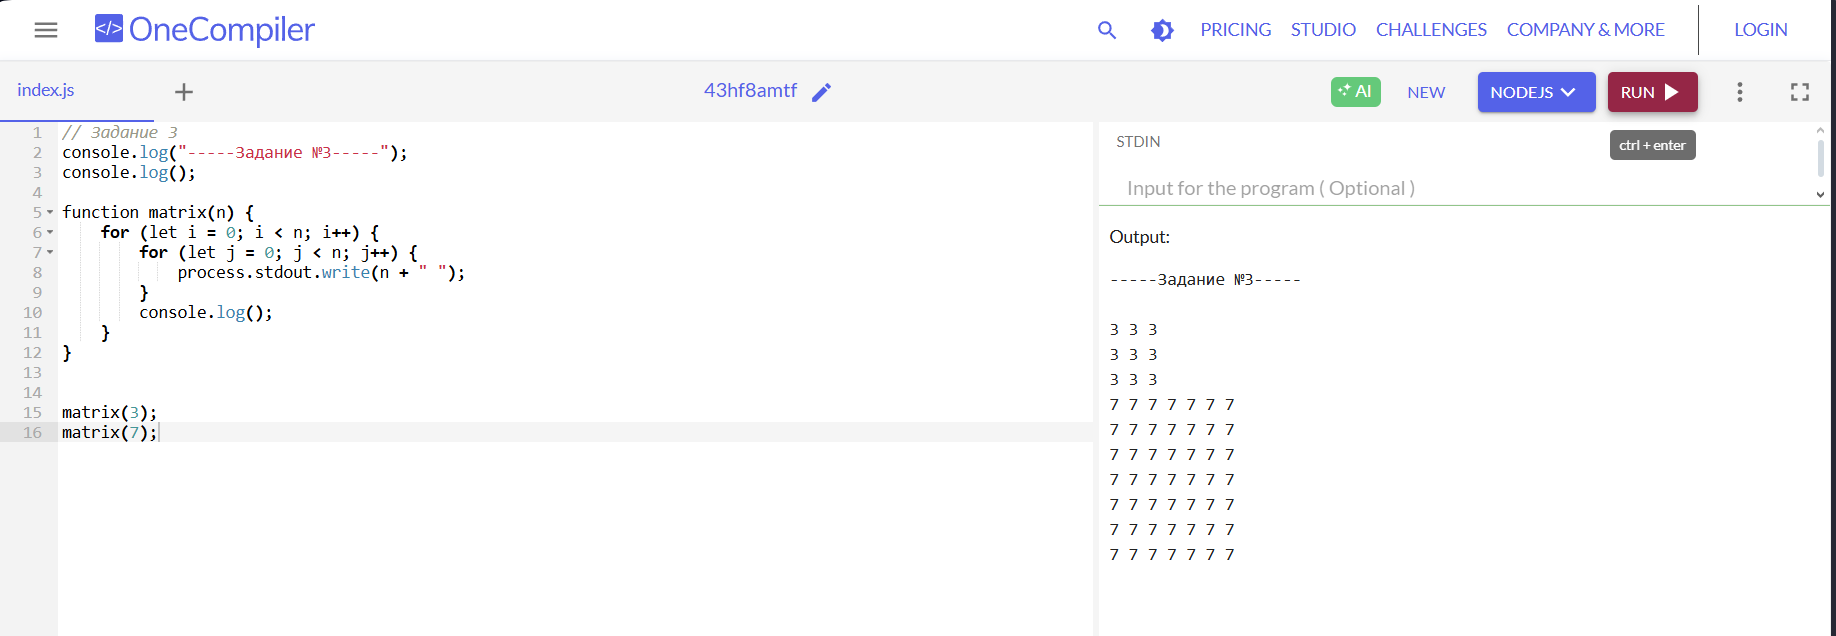 </> OneCompiler
PRICING STUDIO CHALLENGES COMPANY & MORE LOGIN
index.js
43hf8amtf
AI NEW NODEJS RUN
ctrl + enter
1 // Задание 3
2 console.log("-----Задание №3-----");
3 console.log();
4
5 function matrix(n) {
6     for (let i = 0; i < n; i++) {
7         for (let j = 0; j < n; j++) {
8             process.stdout.write(n + " ");
9         }
10         console.log();
11     }
12 }
13
14
15 matrix(3);
16 matrix(7);
STDIN
Input for the program ( Optional )
Output:
-----Задание №3-----
3 3 3
3 3 3
3 3 3
7 7 7 7 7 7 7
7 7 7 7 7 7 7
7 7 7 7 7 7 7
7 7 7 7 7 7 7
7 7 7 7 7 7 7
7 7 7 7 7 7 7
7 7 7 7 7 7 7